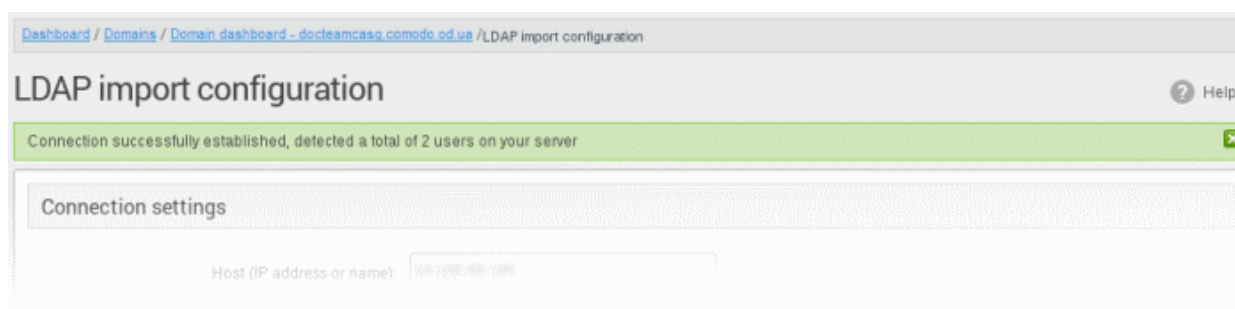 Dashboard / Domains / Domain dashboard - docteamcasg.comodo.od.ua /LDAP import configuration
LDAP import configuration
Help
Connection successfully established, detected a total of 2 users on your server
Connection settings
Host (IP address or name):